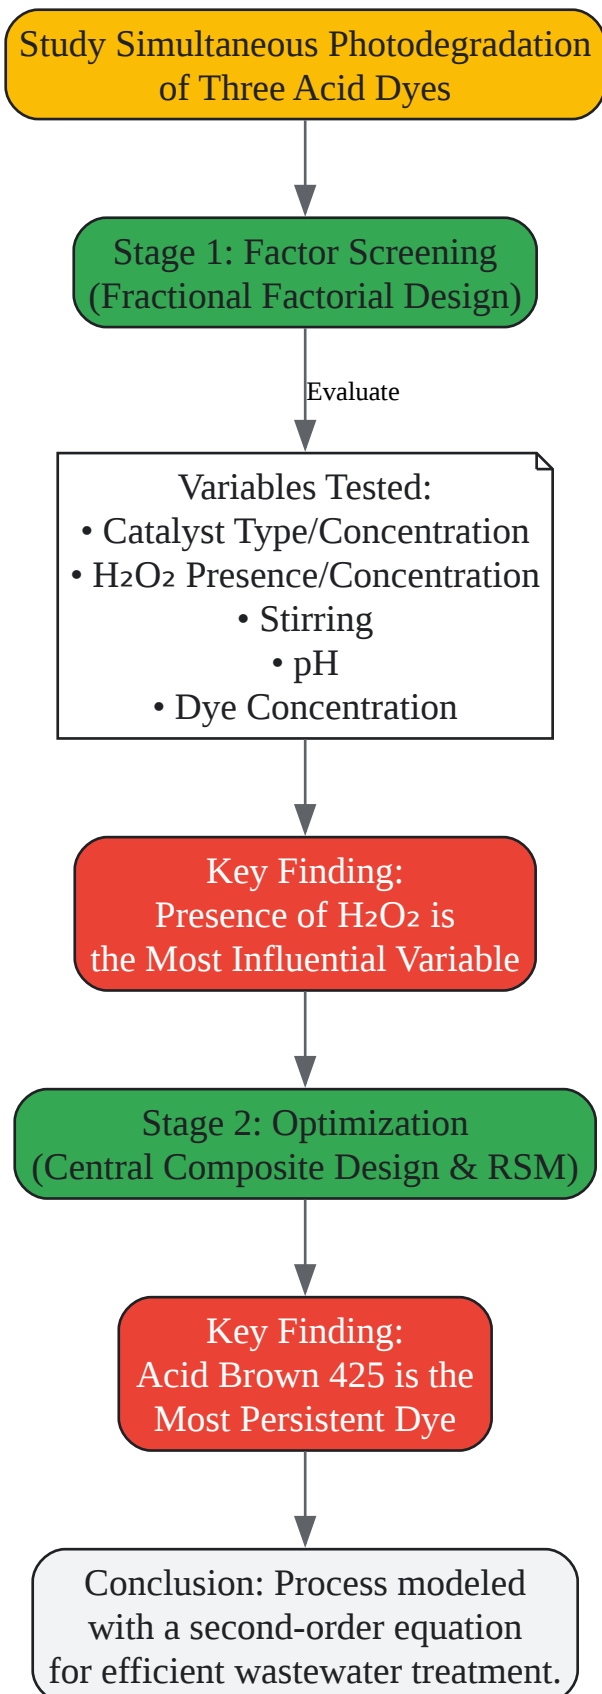 Study Simultaneous Photodegradation
of Three Acid Dyes
Stage 1: Factor Screening
(Fractional Factorial Design)
Evaluate
Variables Tested:
• Catalyst Type/Concentration
• H₂O₂ Presence/Concentration
• Stirring
• pH
• Dye Concentration
Key Finding:
Presence of H₂O₂ is
the Most Influential Variable
Stage 2: Optimization
(Central Composite Design & RSM)
Key Finding:
Acid Brown 425 is the
Most Persistent Dye
Conclusion: Process modeled
with a second-order equation
for efficient wastewater treatment.